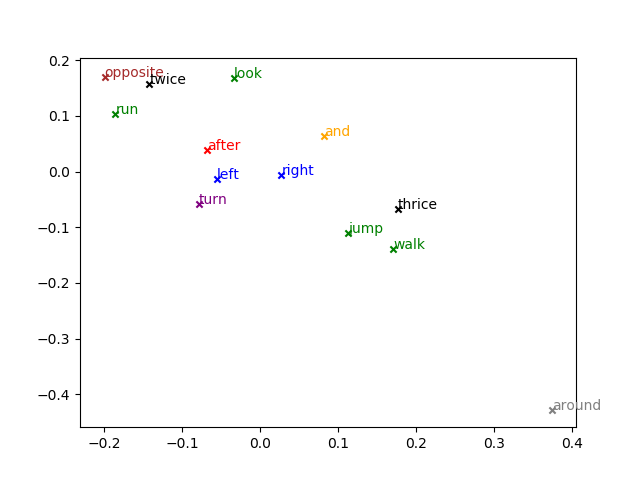 0.2
opposite
twice
look
run
0.1
and
after
0.0
left
right
turn
thrice
−0.1
jump
walk
−0.2
−0.3
−0.4
around
−0.2 −0.1 0.0 0.1 0.2 0.3 0.4